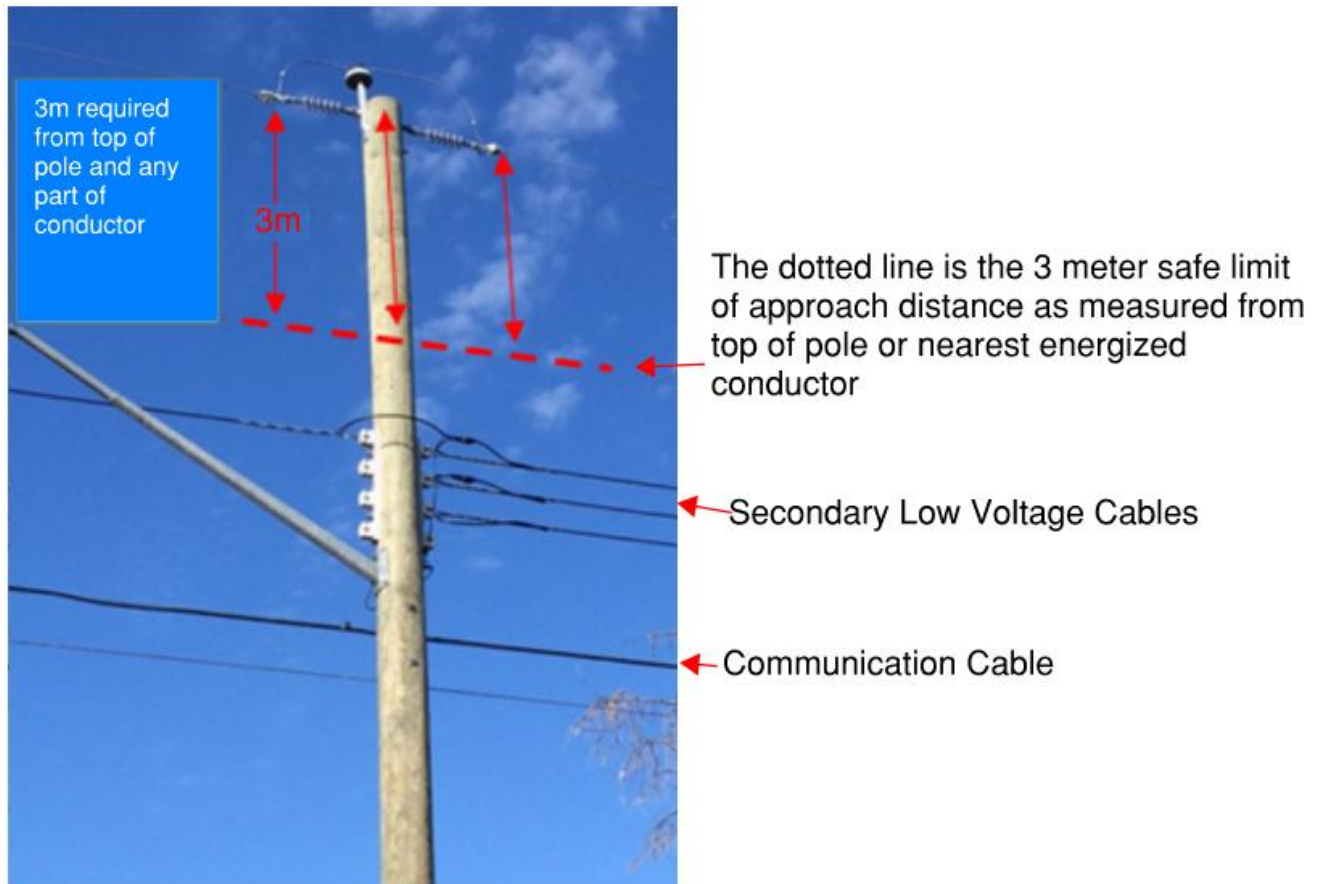 3m required
from top of
pole and any
part of
conductor
3m
The dotted line is the 3 meter safe limit
of approach distance as measured from
top of pole or nearest energized
conductor
Secondary Low Voltage Cables
Communication Cable